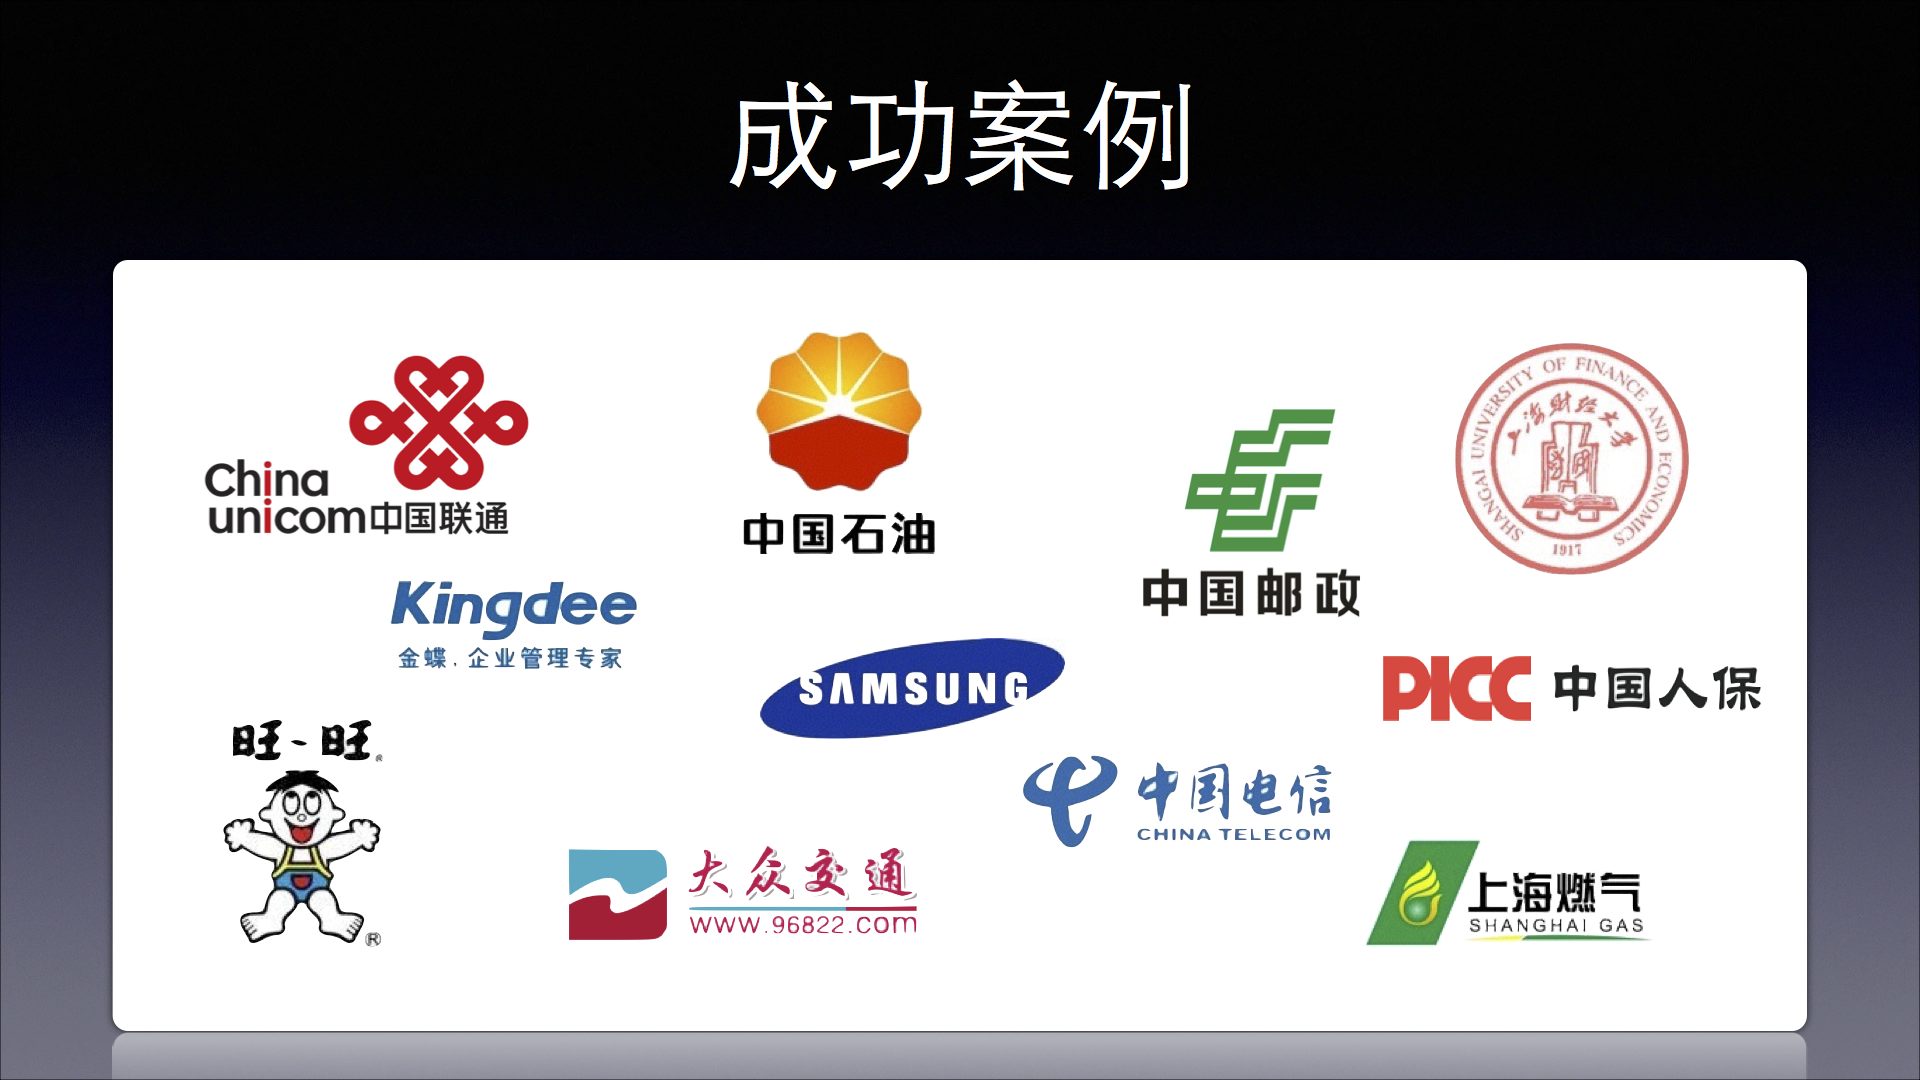 成功案例
China
unicom中国联通
中国石油
中国邮政
SHANGAI UNIVERSITY OF FINANCE AND ECONOMICS
上海财经大学
1917
Kingdee
金蝶.企业管理专家
SAMSUNG
PICC 中国人保
旺-旺®
®
中国电信
CHINA TELECOM
大众交通
www.96822.com
上海燃气
SHANGHAI GAS